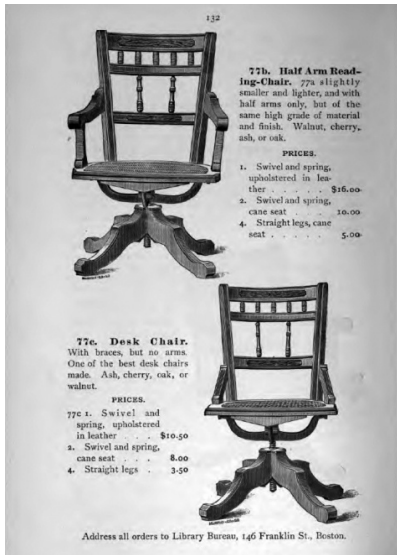 132
77b. Half Arm Read-
ing-Chair. 77a slightly
smaller and lighter, and with
half arms only, but of the
same high grade of material
and finish. Walnut, cherry,
ash, or oak.
PRICES.
1. Swivel and spring,
upholstered in lea-
ther . . . . . $16.00
2. Swivel and spring,
cane seat . . 10.00
4. Straight legs, cane
seat . . . . . 5.00
77c. Desk Chair.
With braces, but no arms.
One of the best desk chairs
made. Ash, cherry, oak, or
walnut.
PRICES.
77c 1. Swivel and
spring, upholstered
in leather . . . $10.50
2. Swivel and spring,
cane seat . . . 8.00
4. Straight legs . 3.50
Address all orders to Library Bureau, 146 Franklin St., Boston.